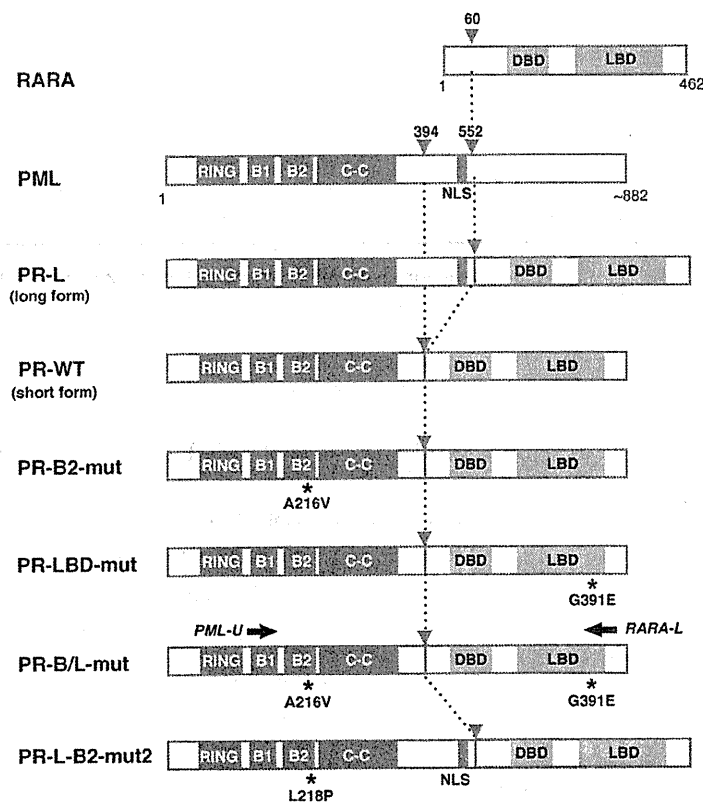 60
RARA
DBD LBD
1 462
394 552
PML
RING B1 B2 C-C
1 NLS ~882
PR-L
(long form)
RING B1 B2 C-C DBD LBD
PR-WT
(short form)
RING B1 B2 C-C DBD LBD
PR-B2-mut
RING B1 B2 C-C DBD LBD
*
A216V
PR-LBD-mut
RING B1 B2 C-C DBD LBD
*
G391E
PML-U RARA-L
PR-B/L-mut
RING B1 B2 C-C DBD LBD
* *
A216V G391E
PR-L-B2-mut2
RING B1 B2 C-C DBD LBD
* NLS
L218P